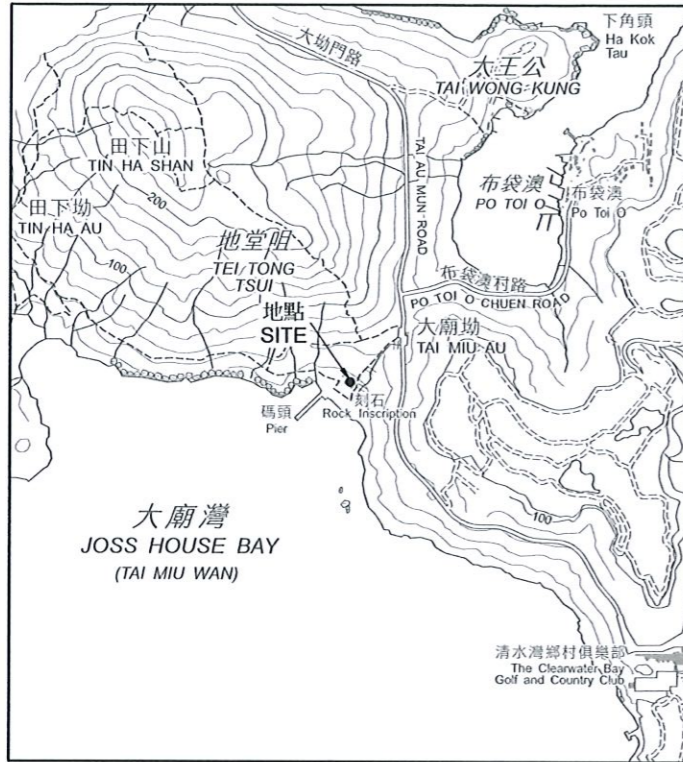 下角頭
Ha Kok
Tau
大坳門路
大王公
TAI WONG KUNG
田下山
TIN HA SHAN
200
田下坳
TIN HA AU
100
地堂咀
TEI TONG
TSUI
TAI AU MUN ROAD
布袋澳
PO TOI O
布袋澳
Po Toi O
布袋澳村路
PO TOI O CHUEN ROAD
地點
SITE
大廟坳
TAI MIU AU
刻石
Rock Inscription
碼頭
Pier
大廟灣
JOSS HOUSE BAY
(TAI MIU WAN)
100
清水灣鄉村俱樂部
The Clearwater Bay
Golf and Country Club